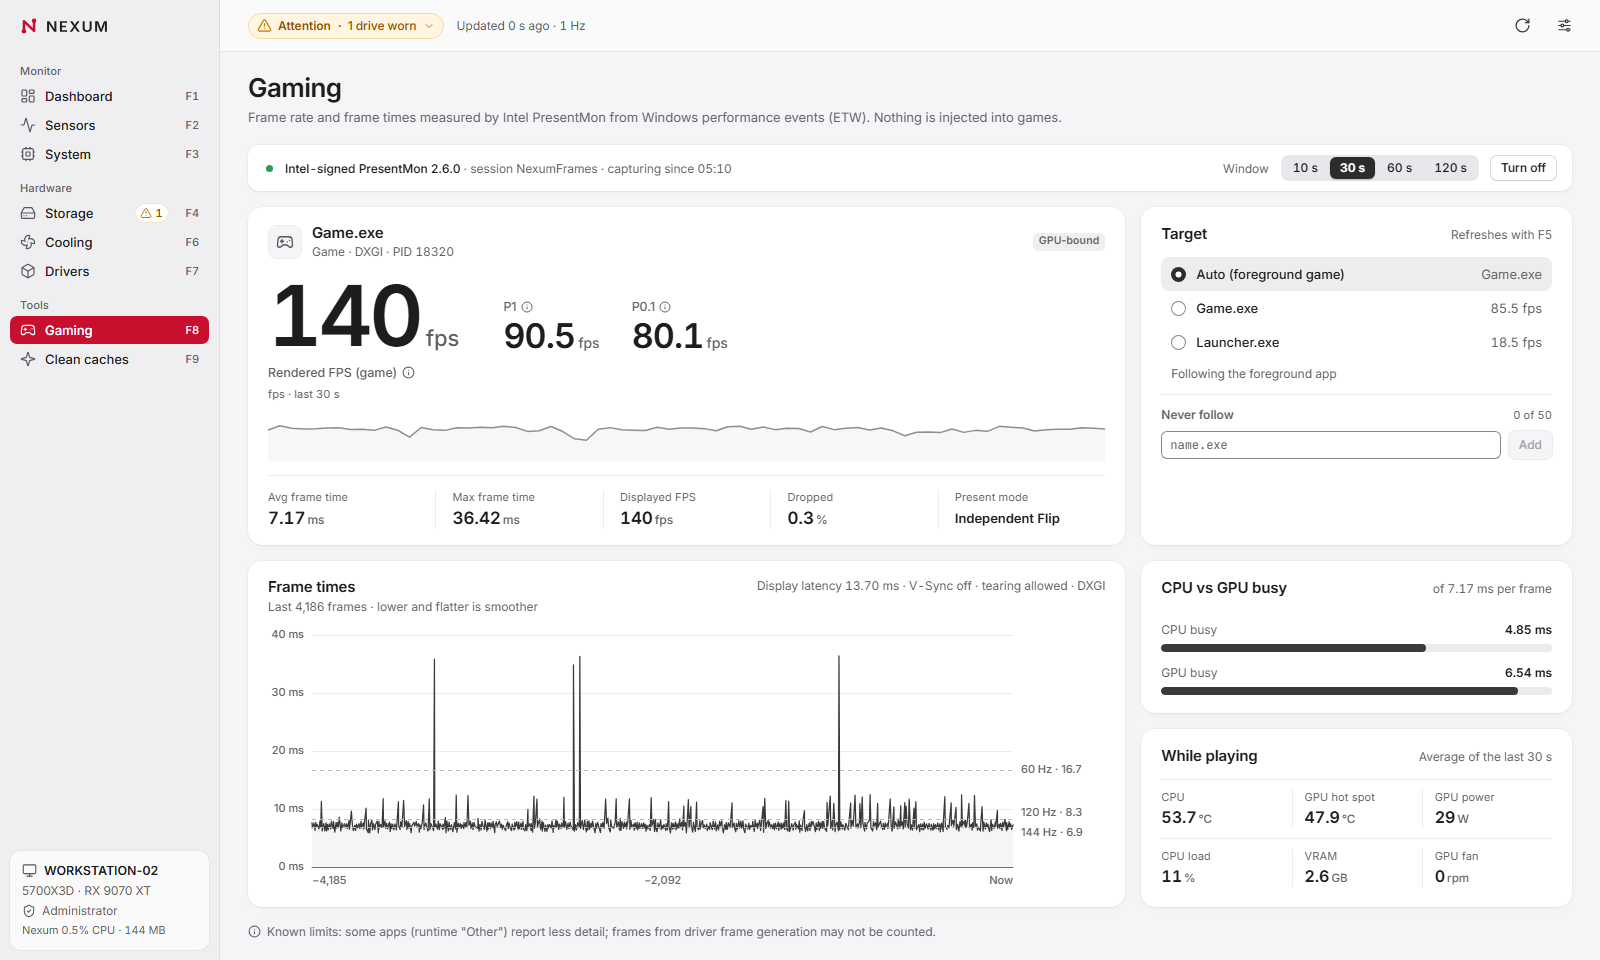 NEXUM
Attention · 1 drive worn
Updated 0 s ago · 1 Hz
Monitor
Dashboard F1
Sensors F2
System F3
Hardware
Storage 1 F4
Cooling F6
Drivers F7
Tools
Gaming F8
Clean caches F9
WORKSTATION-02
5700X3D · RX 9070 XT
Administrator
Nexum 0.5% CPU · 144 MB
Gaming
Frame rate and frame times measured by Intel PresentMon from Windows performance events (ETW). Nothing is injected into games.
Intel-signed PresentMon 2.6.0 · session NexumFrames · capturing since 05:10
Window 10 s 30 s 60 s 120 s Turn off
Game.exe
Game · DXGI · PID 18320
GPU-bound
140 fps
P1
90.5 fps
P0.1
80.1 fps
Rendered FPS (game)
fps · last 30 s
Avg frame time
7.17 ms
Max frame time
36.42 ms
Displayed FPS
140 fps
Dropped
0.3 %
Present mode
Independent Flip
Target
Refreshes with F5
Auto (foreground game) Game.exe
Game.exe 85.5 fps
Launcher.exe 18.5 fps
Following the foreground app
Never follow 0 of 50
name.exe Add
Frame times
Last 4,186 frames · lower and flatter is smoother
Display latency 13.70 ms · V-Sync off · tearing allowed · DXGI
40 ms
30 ms
20 ms
10 ms
0 ms
60 Hz · 16.7
120 Hz · 8.3
144 Hz · 6.9
−4,185 −2,092 Now
CPU vs GPU busy
of 7.17 ms per frame
CPU busy 4.85 ms
GPU busy 6.54 ms
While playing
Average of the last 30 s
CPU
53.7 °C
GPU hot spot
47.9 °C
GPU power
29 W
CPU load
11 %
VRAM
2.6 GB
GPU fan
0 rpm
Known limits: some apps (runtime "Other") report less detail; frames from driver frame generation may not be counted.